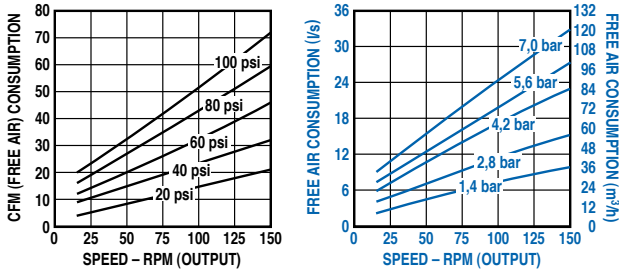 CFM (FREE AIR) CONSUMPTION
80
70
60
50
40
30
20
10
0
100 psi
80 psi
60 psi
40 psi
20 psi
0 25 50 75 100 125 150
SPEED – RPM (OUTPUT)
FREE AIR CONSUMPTION (l/s)
36
30
24
18
12
6
0
7,0 bar
5,6 bar
4,2 bar
2,8 bar
1,4 bar
0 25 50 75 100 125 150
SPEED – RPM (OUTPUT)
132
120
108
96
84
72
60
48
36
24
12
0
FREE AIR CONSUMPTION (m³/h)